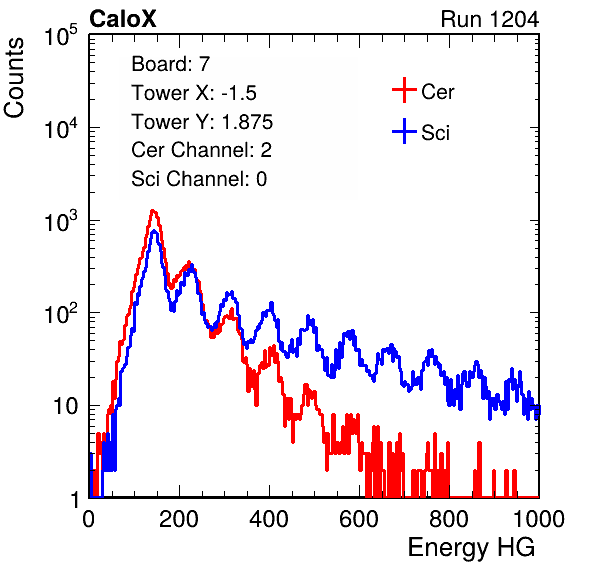 CaloX Run 1204
Counts
10^5
10^4
10^3
10^2
10
1
Board: 7
Tower X: -1.5
Tower Y: 1.875
Cer Channel: 2
Sci Channel: 0
Cer
Sci
0 200 400 600 800 1000
Energy HG